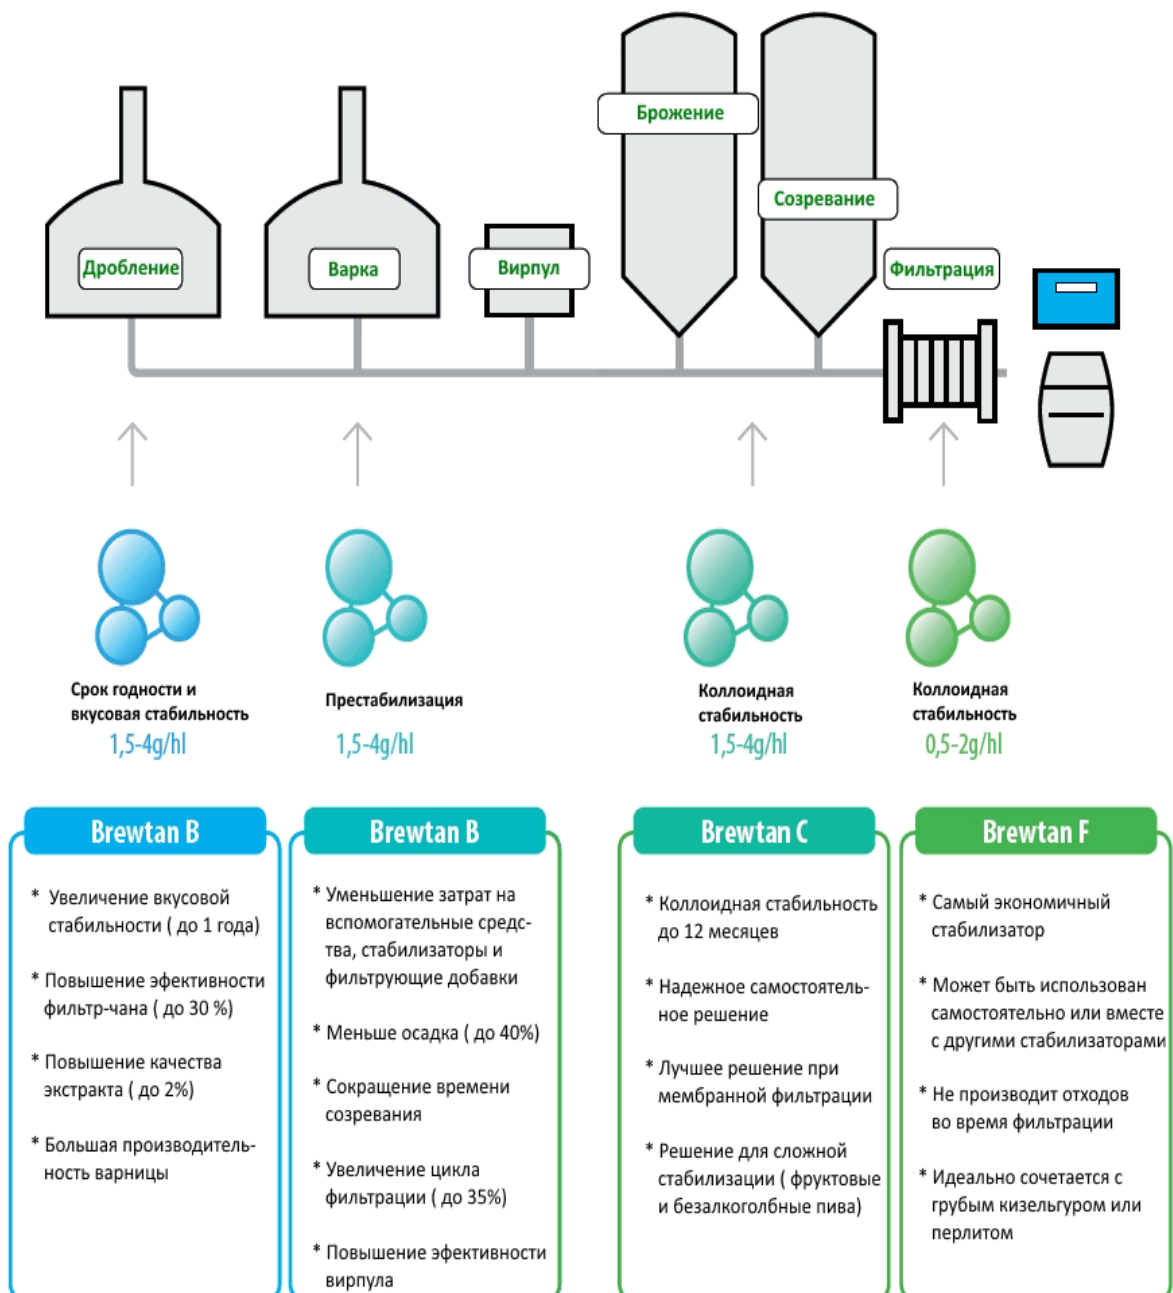 Брожение
Созревание
Дробление
Варка
Вирпул
Фильтрация
Срок годности и
вкусовая стабильность
1,5-4g/hl
Престабилизация
1,5-4g/hl
Коллоидная
стабильность
1,5-4g/hl
Коллоидная
стабильность
0,5-2g/hl
Brewtan B
* Увеличение вкусовой
стабильности ( до 1 года)
* Повышение эфективности
фильтр-чана ( до 30 %)
* Повышение качества
экстракта ( до 2%)
* Большая производитель-
ность варницы
Brewtan B
* Уменьшение затрат на
вспомогательные средс-
тва, стабилизаторы и
фильтрующие добавки
* Меньше осадка ( до 40%)
* Сокращение времени
созревания
* Увеличение цикла
фильтрации ( до 35%)
* Повышение эфективности
вирпула
Brewtan C
* Коллоидная стабильность
до 12 месяцев
* Надежное самостоятель-
ное решение
* Лучшее решение при
мембранной фильтрации
* Решение для сложной
стабилизации ( фруктовые
и безалкоголбные пива)
Brewtan F
* Самый экономичный
стабилизатор
* Может быть использован
самостоятельно или вместе
с другими стабилизаторами
* Не производит отходов
во время фильтрации
* Идеально сочетается с
грубым кизельгуром или
перлитом